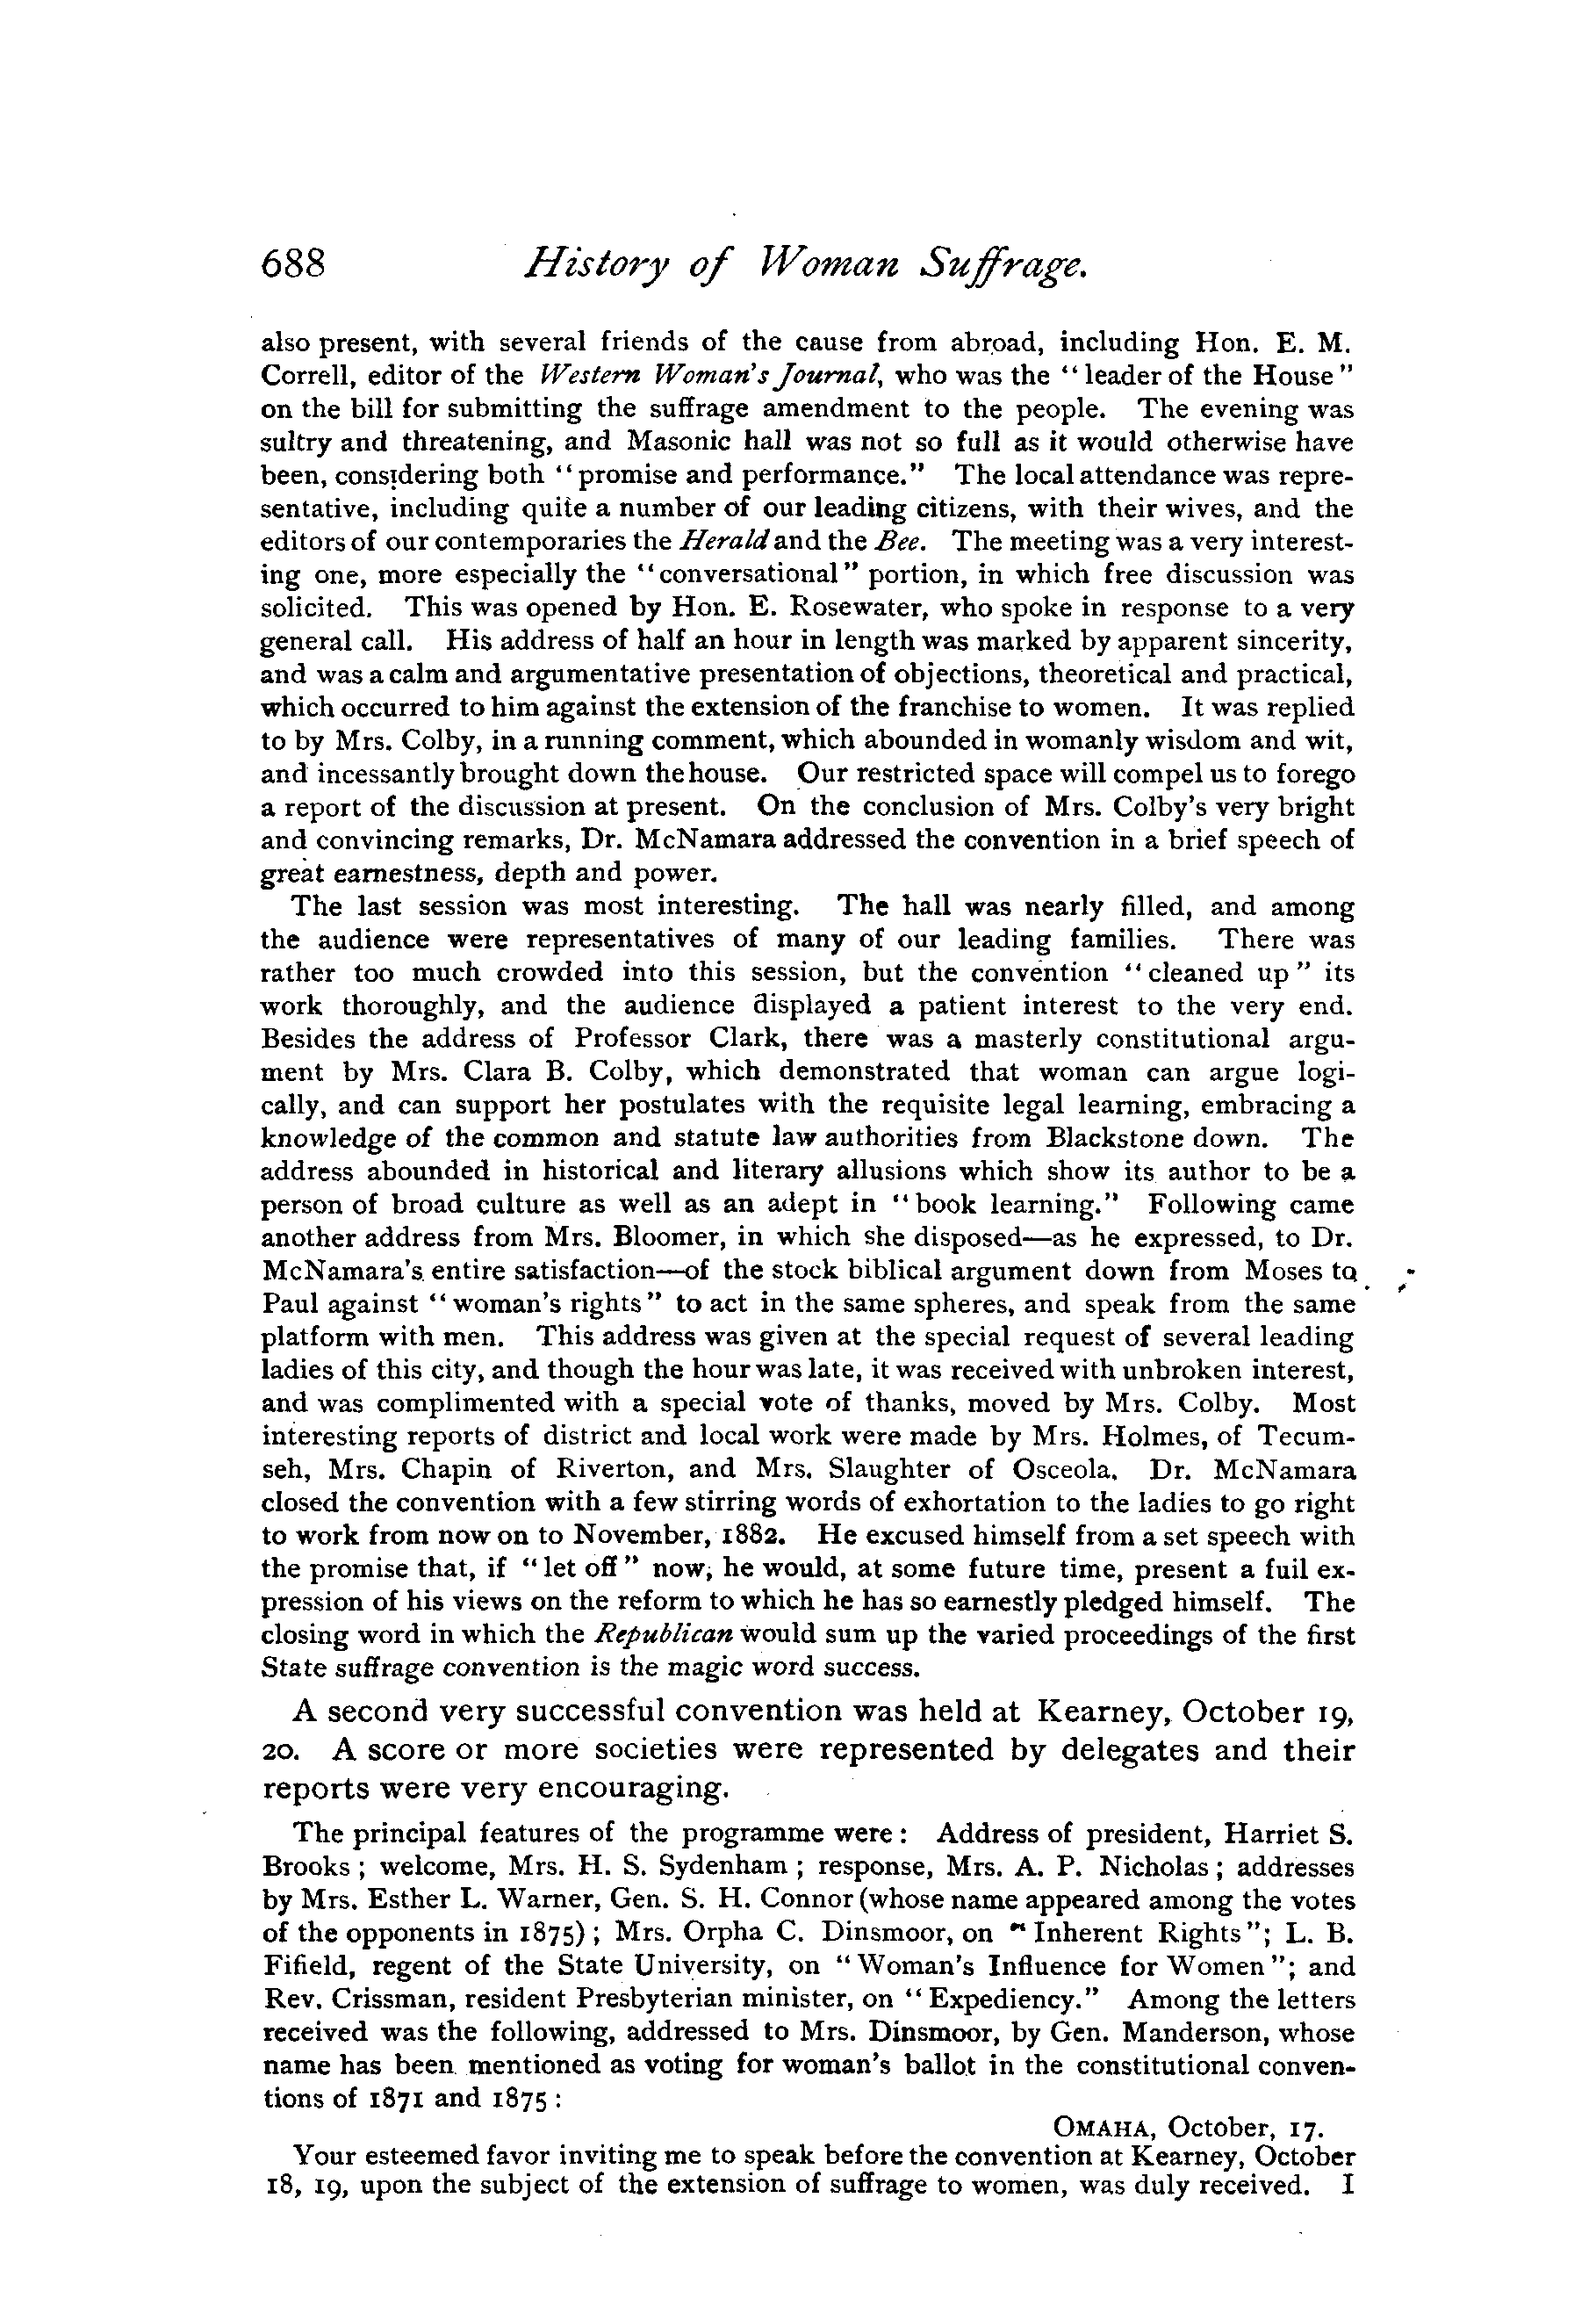 688 History of Woman Suffrage.
also present, with several friends of the cause from abroad, including Hon. E. M.
Correll, editor of the Western Woman's Journal, who was the "leader of the House"
on the bill for submitting the suffrage amendment to the people. The evening was
sultry and threatening, and Masonic hall was not so full as it would otherwise have
been, considering both "promise and performance." The local attendance was repre-
sentative, including quite a number of our leading citizens, with their wives, and the
editors of our contemporaries the Herald and the Bee. The meeting was a very interest-
ing one, more especially the "conversational" portion, in which free discussion was
solicited. This was opened by Hon. E. Rosewater, who spoke in response to a very
general call. His address of half an hour in length was marked by apparent sincerity,
and was a calm and argumentative presentation of objections, theoretical and practical,
which occurred to him against the extension of the franchise to women. It was replied
to by Mrs. Colby, in a running comment, which abounded in womanly wisdom and wit,
and incessantly brought down the house. Our restricted space will compel us to forego
a report of the discussion at present. On the conclusion of Mrs. Colby's very bright
and convincing remarks, Dr. McNamara addressed the convention in a brief speech of
great earnestness, depth and power.
The last session was most interesting. The hall was nearly filled, and among
the audience were representatives of many of our leading families. There was
rather too much crowded into this session, but the convention "cleaned up" its
work thoroughly, and the audience displayed a patient interest to the very end.
Besides the address of Professor Clark, there was a masterly constitutional argu-
ment by Mrs. Clara B. Colby, which demonstrated that woman can argue logi-
cally, and can support her postulates with the requisite legal learning, embracing a
knowledge of the common and statute law authorities from Blackstone down. The
address abounded in historical and literary allusions which show its author to be a
person of broad culture as well as an adept in "book learning." Following came
another address from Mrs. Bloomer, in which she disposed—as he expressed, to Dr.
McNamara's entire satisfaction—of the stock biblical argument down from Moses to
Paul against "woman's rights" to act in the same spheres, and speak from the same
platform with men. This address was given at the special request of several leading
ladies of this city, and though the hour was late, it was received with unbroken interest,
and was complimented with a special vote of thanks, moved by Mrs. Colby. Most
interesting reports of district and local work were made by Mrs. Holmes, of Tecum-
seh, Mrs. Chapin of Riverton, and Mrs. Slaughter of Osceola. Dr. McNamara
closed the convention with a few stirring words of exhortation to the ladies to go right
to work from now on to November, 1882. He excused himself from a set speech with
the promise that, if "let off" now, he would, at some future time, present a fuil ex-
pression of his views on the reform to which he has so earnestly pledged himself. The
closing word in which the Republican would sum up the varied proceedings of the first
State suffrage convention is the magic word success.
A second very successful convention was held at Kearney, October 19,
20. A score or more societies were represented by delegates and their
reports were very encouraging.
The principal features of the programme were: Address of president, Harriet S.
Brooks; welcome, Mrs. H. S. Sydenham; response, Mrs. A. P. Nicholas; addresses
by Mrs. Esther L. Warner, Gen. S. H. Connor (whose name appeared among the votes
of the opponents in 1875); Mrs. Orpha C. Dinsmoor, on "Inherent Rights"; L. B.
Fifield, regent of the State University, on "Woman's Influence for Women"; and
Rev. Crissman, resident Presbyterian minister, on "Expediency." Among the letters
received was the following, addressed to Mrs. Dinsmoor, by Gen. Manderson, whose
name has been mentioned as voting for woman's ballot in the constitutional conven-
tions of 1871 and 1875:
OMAHA, October, 17.
Your esteemed favor inviting me to speak before the convention at Kearney, October
18, 19, upon the subject of the extension of suffrage to women, was duly received. I